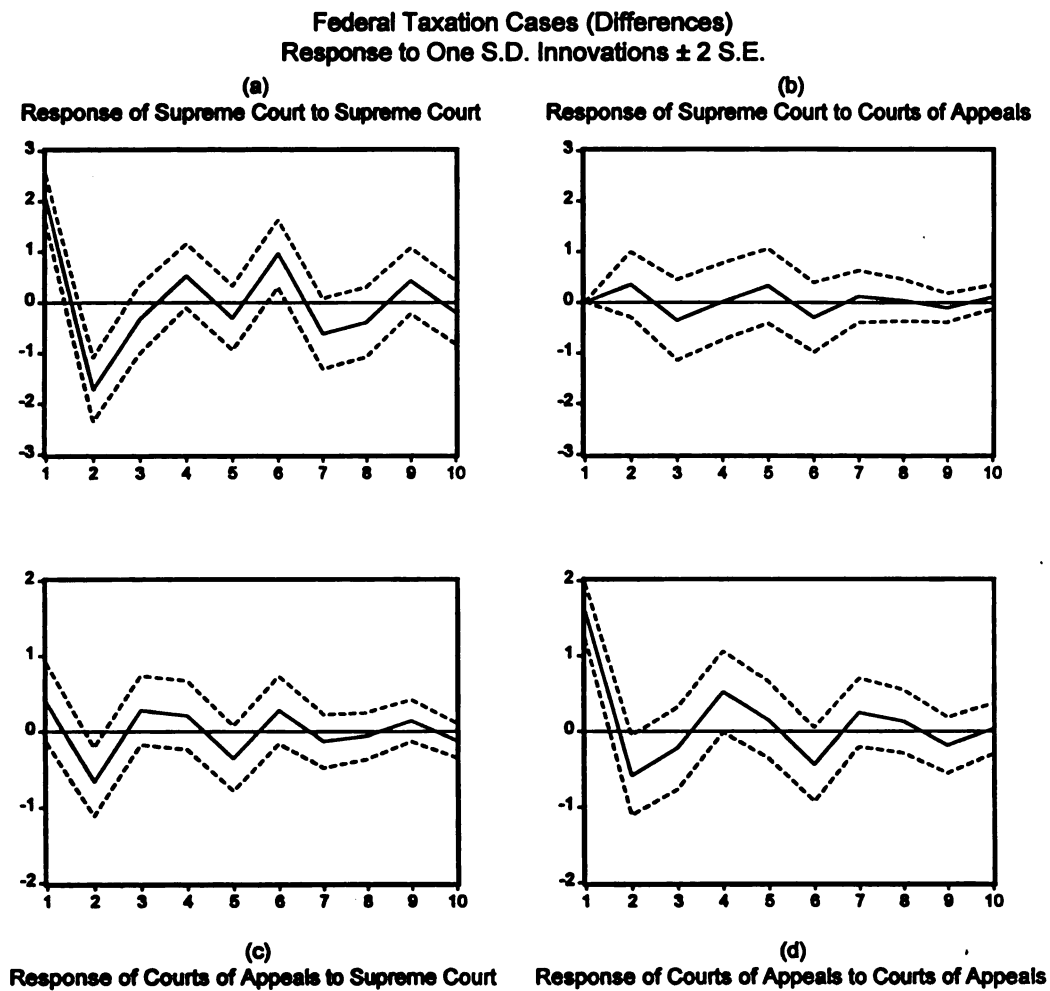 Federal Taxation Cases (Differences)
Response to One S.D. Innovations ± 2 S.E.
(a)
Response of Supreme Court to Supreme Court
3
2
1
0
-1
-2
-3
1 2 3 4 5 6 7 8 9 10
(b)
Response of Supreme Court to Courts of Appeals
3
2
1
0
-1
-2
-3
1 2 3 4 5 6 7 8 9 10
2
1
0
-1
-2
1 2 3 4 5 6 7 8 9 10
(c)
Response of Courts of Appeals to Supreme Court
2
1
0
-1
-2
1 2 3 4 5 6 7 8 9 10
(d)
Response of Courts of Appeals to Courts of Appeals